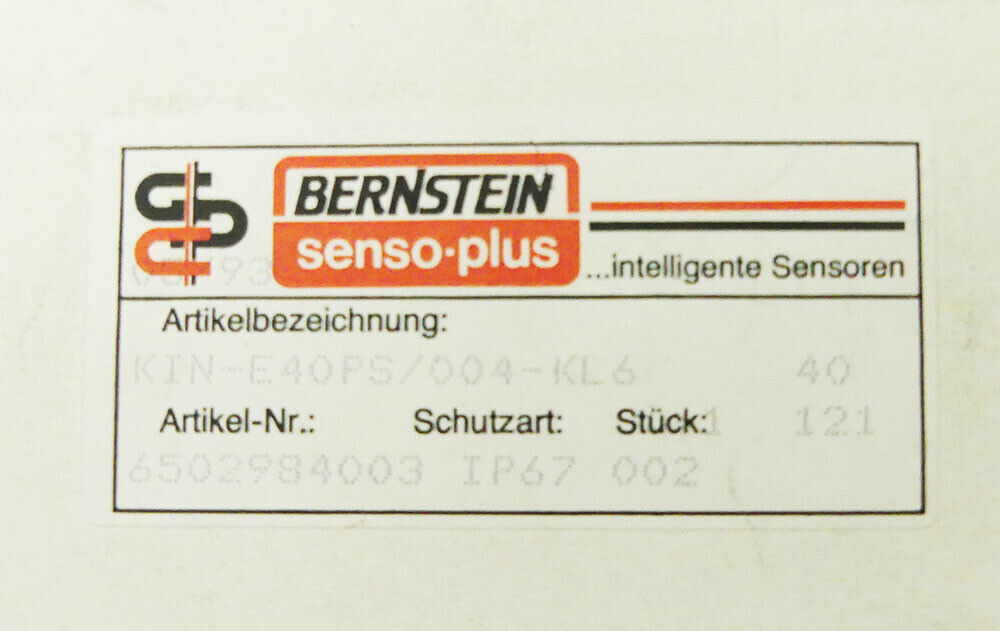 BERNSTEIN
senso·plus
...intelligente Sensoren
Artikelbezeichnung:
KIN-E40PS/004-KL6 40
Artikel-Nr.: Schutzart: Stück:1 121
6502984003 IP67 002